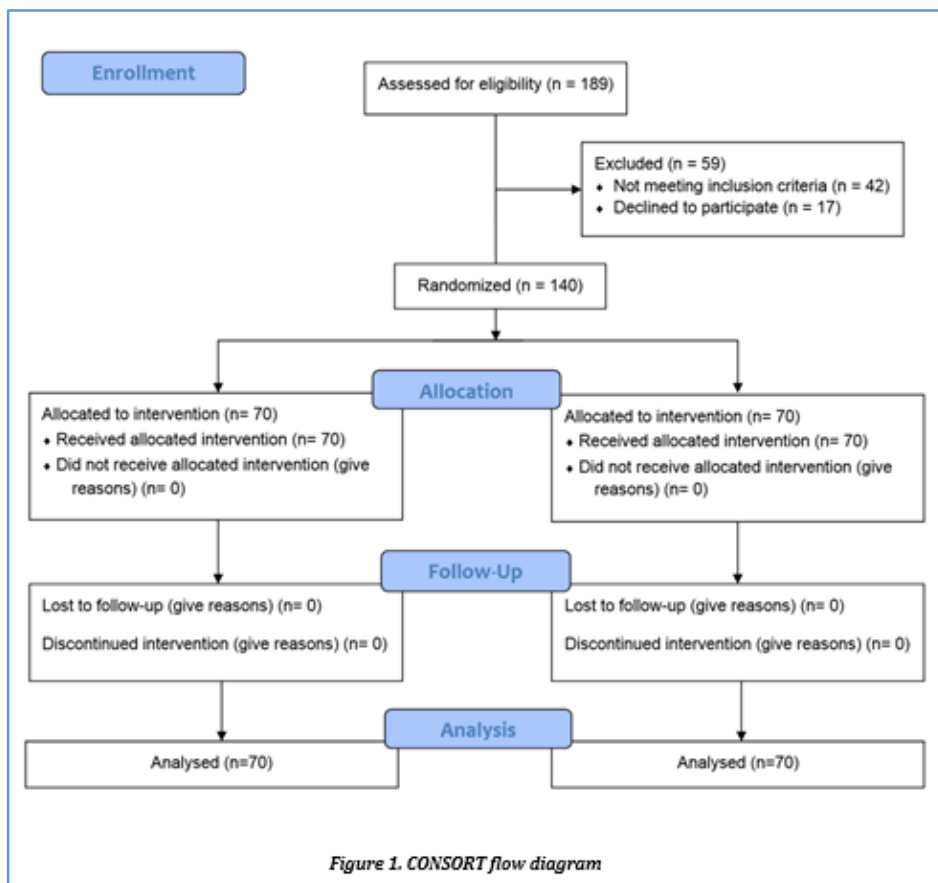 Enrollment
Assessed for eligibility (n = 189)
Excluded (n = 59)
♦ Not meeting inclusion criteria (n = 42)
♦ Declined to participate (n = 17)
Randomized (n = 140)
Allocation
Allocated to intervention (n= 70)
♦ Received allocated intervention (n= 70)
♦ Did not receive allocated intervention (give
reasons) (n= 0)
Allocated to intervention (n= 70)
♦ Received allocated intervention (n= 70)
♦ Did not receive allocated intervention (give
reasons) (n= 0)
Follow-Up
Lost to follow-up (give reasons) (n= 0)
Discontinued intervention (give reasons) (n= 0)
Lost to follow-up (give reasons) (n= 0)
Discontinued intervention (give reasons) (n= 0)
Analysis
Analysed (n=70)
Analysed (n=70)
Figure 1. CONSORT flow diagram